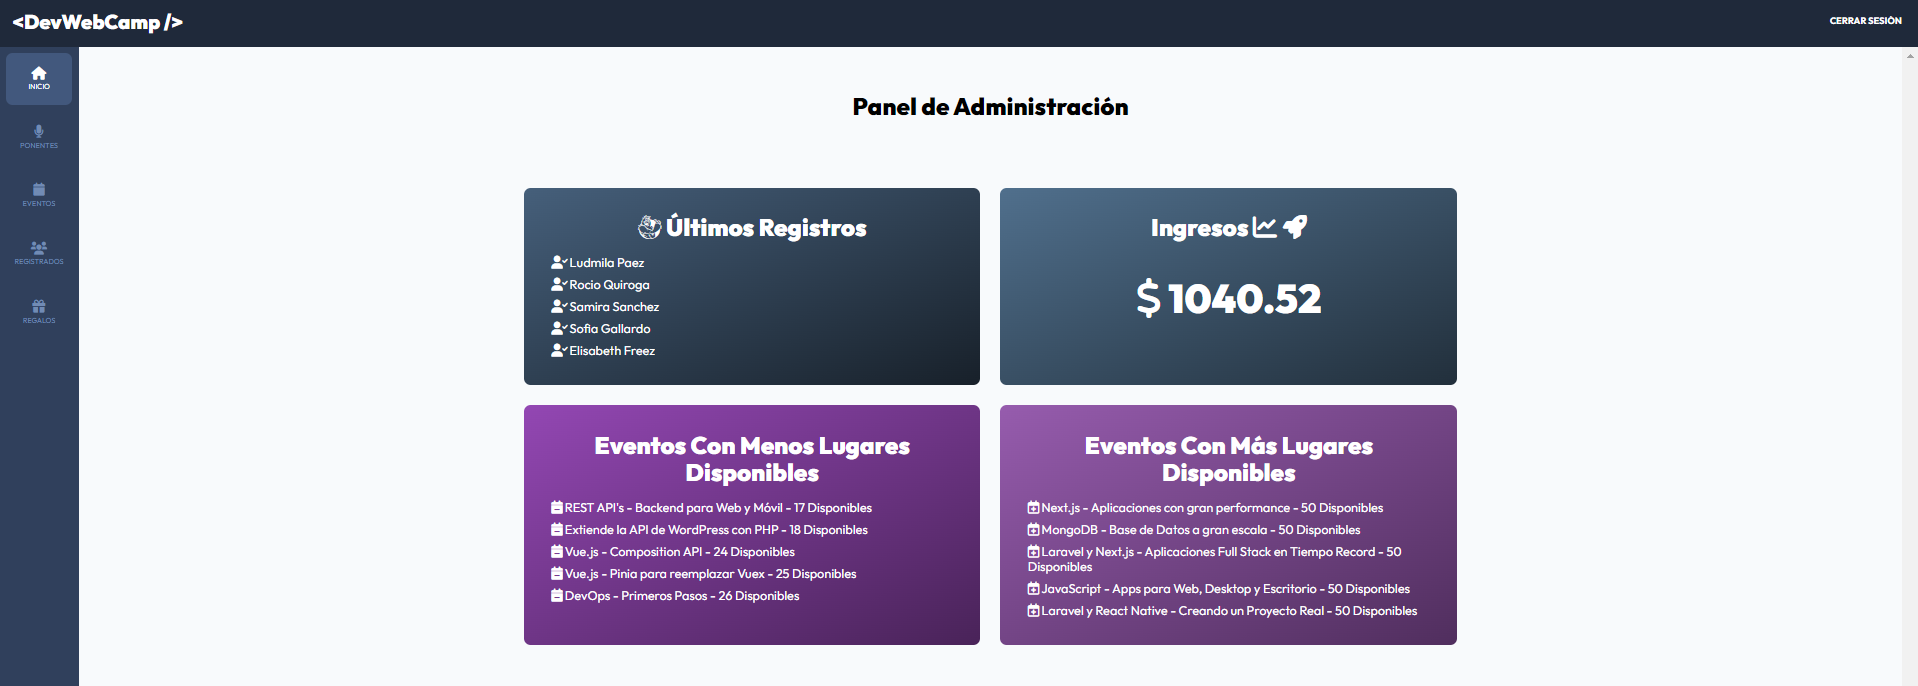 <DevWebCamp />
CERRAR SESIÓN
INICIO
PONENTES
EVENTOS
REGISTRADOS
REGALOS
Panel de Administración
Últimos Registros
Ludmila Paez
Rocio Quiroga
Samira Sanchez
Sofia Gallardo
Elisabeth Freez
Ingresos
$ 1040.52
Eventos Con Menos Lugares
Disponibles
REST API's - Backend para Web y Móvil - 17 Disponibles
Extiende la API de WordPress con PHP - 18 Disponibles
Vue.js - Composition API - 24 Disponibles
Vue.js - Pinia para reemplazar Vuex - 25 Disponibles
DevOps - Primeros Pasos - 26 Disponibles
Eventos Con Más Lugares
Disponibles
Next.js - Aplicaciones con gran performance - 50 Disponibles
MongoDB - Base de Datos a gran escala - 50 Disponibles
Laravel y Next.js - Aplicaciones Full Stack en Tiempo Record - 50
Disponibles
JavaScript - Apps para Web, Desktop y Escritorio - 50 Disponibles
Laravel y React Native - Creando un Proyecto Real - 50 Disponibles